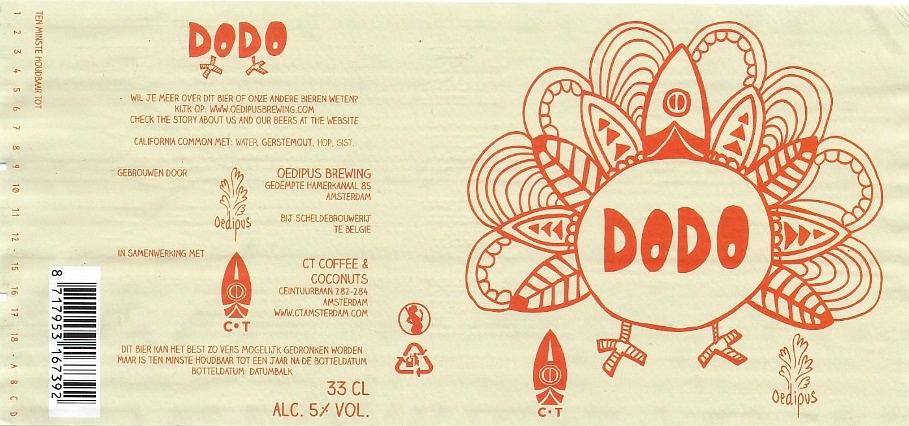 TEN MINSTE HOUDBAAR TOT
1 2 3 4 5 6 7 8 9 10 11 12 - 15 16 17 18 - A B C D
DODO
WIL JE MEER OVER DIT BIER OF ONZE ANDERE BIEREN WETEN?
KIJK OP: WWW.OEDIPUSBREWING.COM
CHECK THE STORY ABOUT US AND OUR BEERS AT THE WEBSITE
CALIFORNIA COMMON MET: WATER, GERSTEMOUT, HOP, GIST.
GEBROUWEN DOOR
Oedipus
OEDIPUS BREWING
GEDEMPTE HAMERKANAAL 85
AMSTERDAM
BIJ SCHELDEBROUWERIJ
TE BELGIE
IN SAMENWERKING MET
C•T
CT COFFEE &
COCONUTS
CEINTUURBAAN 282-284
AMSTERDAM
WWW.CTAMSTERDAM.COM
DIT BIER KAN HET BEST ZO VERS MOGELIJK GEDRONKEN WORDEN
MAAR IS TEN MINSTE HOUDBAAR TOT EEN JAAR NA DE BOTTELDATUM.
BOTTELDATUM: DATUMBALK
33 CL
ALC. 5% VOL.
8 717953 167392
DODO
C•T
Oedipus